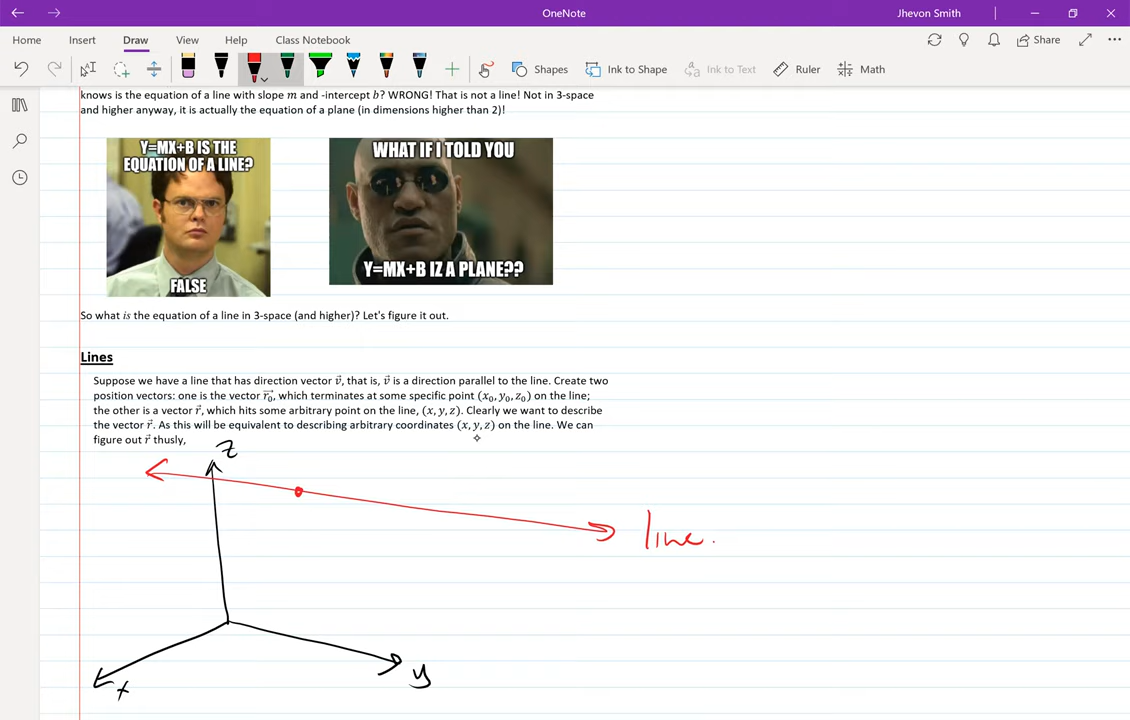 OneNote
Jhevon Smith
Home Insert Draw View Help Class Notebook
Share
Shapes
Ink to Shape
Ink to Text
Ruler
Math
knows is the equation of a line with slope m and -intercept b? WRONG! That is not a line! Not in 3-space
and higher anyway, it is actually the equation of a plane (in dimensions higher than 2)!
Y=MX+B IS THE
EQUATION OF A LINE?
FALSE
WHAT IF I TOLD YOU
Y=MX+B IZ A PLANE??
So what is the equation of a line in 3-space (and higher)? Let's figure it out.
Lines
Suppose we have a line that has direction vector v⃗, that is, v⃗ is a direction parallel to the line. Create two
position vectors: one is the vector r₀⃗, which terminates at some specific point (x₀, y₀, z₀) on the line;
the other is a vector r⃗, which hits some arbitrary point on the line, (x, y, z). Clearly we want to describe
the vector r⃗. As this will be equivalent to describing arbitrary coordinates (x, y, z) on the line. We can
figure out r⃗ thusly,
z
line.
x
y